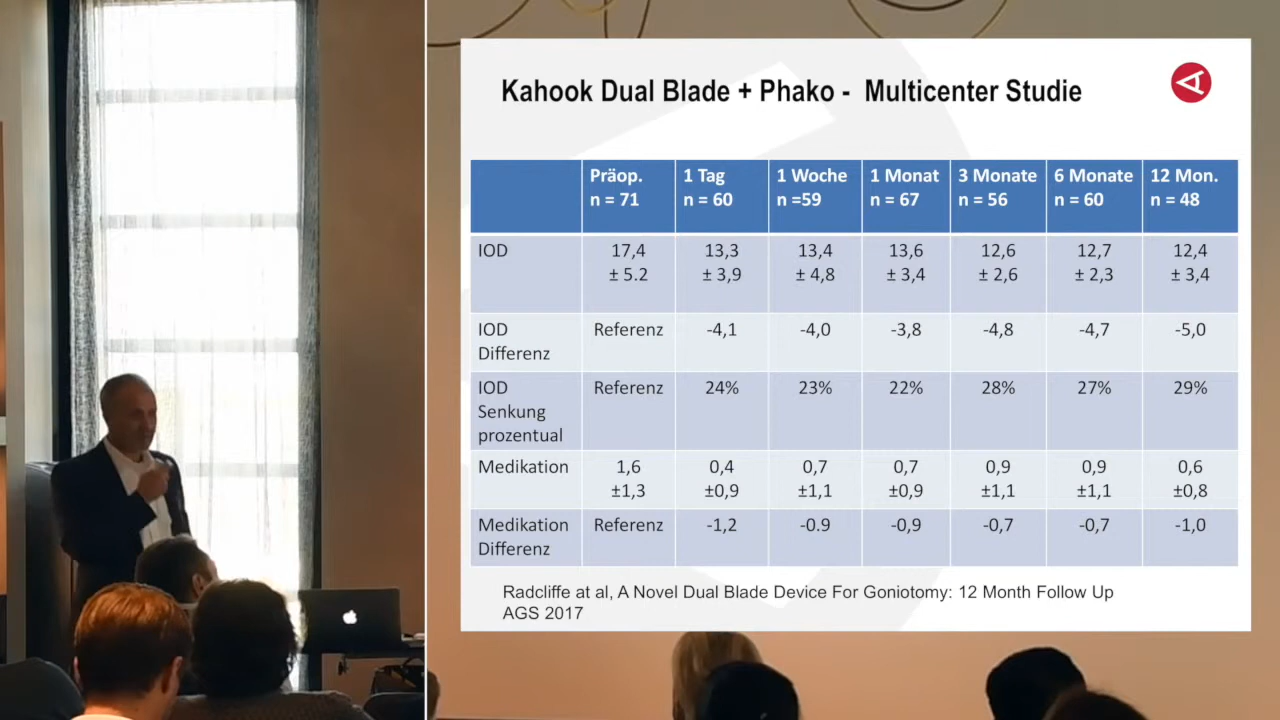 Kahook Dual Blade + Phako - Multicenter Studie
Präop. n = 71 1 Tag n = 60 1 Woche n =59 1 Monat n = 67 3 Monate n = 56 6 Monate n = 60 12 Mon. n = 48
IOD 17,4 ± 5.2 13,3 ± 3,9 13,4 ± 4,8 13,6 ± 3,4 12,6 ± 2,6 12,7 ± 2,3 12,4 ± 3,4
IOD Differenz Referenz -4,1 -4,0 -3,8 -4,8 -4,7 -5,0
IOD Senkung prozentual Referenz 24% 23% 22% 28% 27% 29%
Medikation 1,6 ±1,3 0,4 ±0,9 0,7 ±1,1 0,7 ±0,9 0,9 ±1,1 0,9 ±1,1 0,6 ±0,8
Medikation Differenz Referenz -1,2 -0.9 -0,9 -0,7 -0,7 -1,0
Radcliffe at al, A Novel Dual Blade Device For Goniotomy: 12 Month Follow Up
AGS 2017